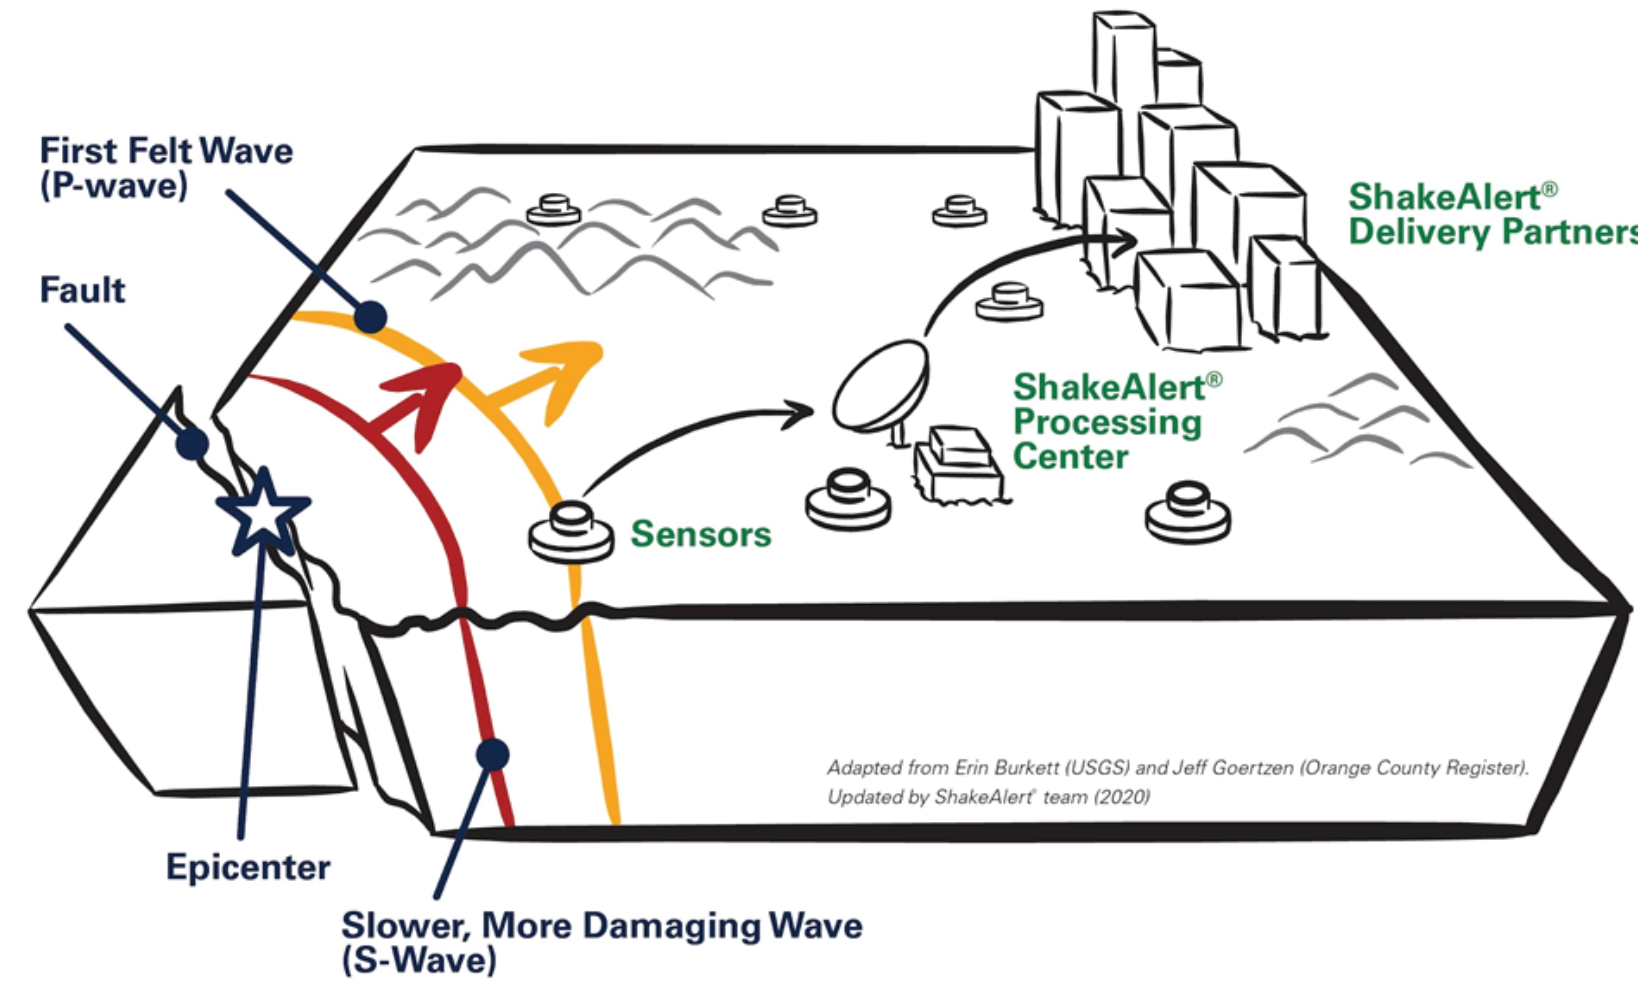 First Felt Wave
(P-wave)
Fault
ShakeAlert®
Delivery Partners
ShakeAlert®
Processing
Center
Sensors
Adapted from Erin Burkett (USGS) and Jeff Goertzen (Orange County Register).
Updated by ShakeAlert® team (2020)
Epicenter
Slower, More Damaging Wave
(S-Wave)